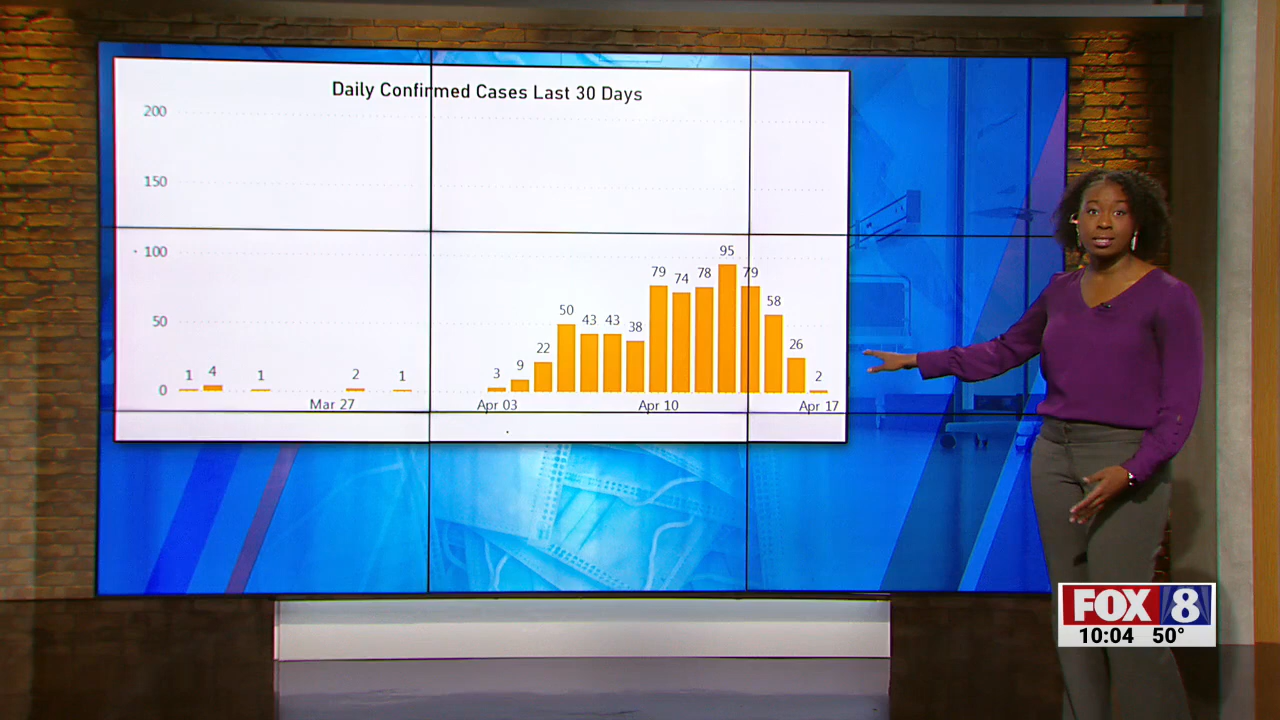 Daily Confirmed Cases Last 30 Days
200
150
100
95
79 74 78 79
58
50
50 43 43 38
22 26
9
1 4 1 2 1 3 2
0
Mar 27 Apr 03 Apr 10 Apr 17
FOX 8
10:04 50°